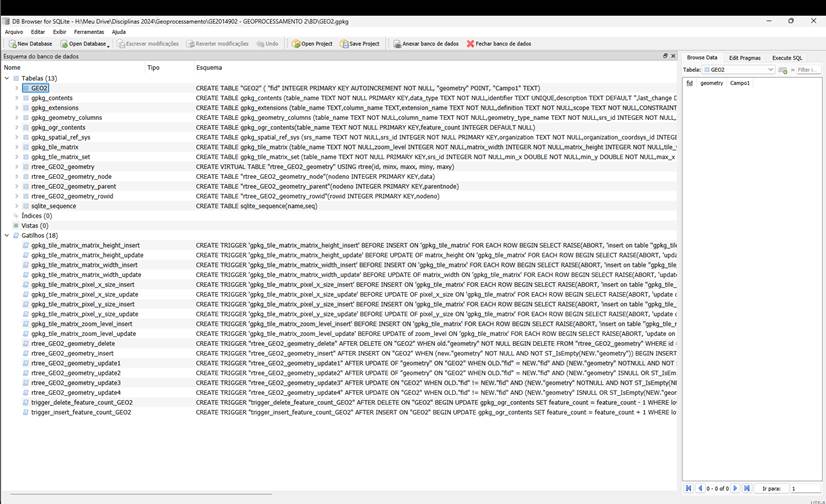 DB Browser for SQLite - H:\Meu Drive\Disciplinas 2024\Geoprocessamento\GE2014902 - GEOPROCESSAMENTO 2\BD\GEO2.gpkg
Arquivo Editar Exibir Ferramentas Ajuda
New Database Open Database Escrever modificações Reverter modificações Undo Open Project Save Project Anexar banco de dados Fechar banco de dados
Esquema do banco de dados
Nome Tipo Esquema
Tabelas (13)
GEO2 CREATE TABLE "GEO2" ( "fid" INTEGER PRIMARY KEY AUTOINCREMENT NOT NULL, "geometry" POINT, "Campo1" TEXT)
gpkg_contents CREATE TABLE gpkg_contents (table_name TEXT NOT NULL PRIMARY KEY,data_type TEXT NOT NULL,identifier TEXT UNIQUE,description TEXT DEFAULT '',last_change D
gpkg_extensions CREATE TABLE gpkg_extensions (table_name TEXT,column_name TEXT,extension_name TEXT NOT NULL,definition TEXT NOT NULL,scope TEXT NOT NULL,CONSTRAINT
gpkg_geometry_columns CREATE TABLE gpkg_geometry_columns (table_name TEXT NOT NULL,column_name TEXT NOT NULL,geometry_type_name TEXT NOT NULL,srs_id INTEGER NOT
gpkg_ogr_contents CREATE TABLE gpkg_ogr_contents(table_name TEXT NOT NULL PRIMARY KEY,feature_count INTEGER DEFAULT NULL)
gpkg_spatial_ref_sys CREATE TABLE gpkg_spatial_ref_sys (srs_name TEXT NOT NULL,srs_id INTEGER NOT NULL PRIMARY KEY,organization TEXT NOT NULL,organization_coordsys_id INTEGE
gpkg_tile_matrix CREATE TABLE gpkg_tile_matrix (table_name TEXT NOT NULL,zoom_level INTEGER NOT NULL,matrix_width INTEGER NOT NULL,matrix_height INTEGER NOT NULL,tile_
gpkg_tile_matrix_set CREATE TABLE gpkg_tile_matrix_set (table_name TEXT NOT NULL PRIMARY KEY,srs_id INTEGER NOT NULL,min_x DOUBLE NOT NULL,min_y DOUBLE NOT NULL,max_x
rtree_GEO2_geometry CREATE VIRTUAL TABLE "rtree_GEO2_geometry" USING rtree(id, minx, maxx, miny, maxy)
rtree_GEO2_geometry_node CREATE TABLE "rtree_GEO2_geometry_node"(nodeno INTEGER PRIMARY KEY,data)
rtree_GEO2_geometry_parent CREATE TABLE "rtree_GEO2_geometry_parent"(nodeno INTEGER PRIMARY KEY,parentnode)
rtree_GEO2_geometry_rowid CREATE TABLE "rtree_GEO2_geometry_rowid"(rowid INTEGER PRIMARY KEY,nodeno)
sqlite_sequence CREATE TABLE sqlite_sequence(name,seq)
Índices (0)
Vistas (0)
Gatilhos (18)
gpkg_tile_matrix_matrix_height_insert CREATE TRIGGER 'gpkg_tile_matrix_matrix_height_insert' BEFORE INSERT ON 'gpkg_tile_matrix' FOR EACH ROW BEGIN SELECT RAISE(ABORT, 'insert on table ''gpkg_tile
gpkg_tile_matrix_matrix_height_update CREATE TRIGGER 'gpkg_tile_matrix_matrix_height_update' BEFORE UPDATE OF matrix_height ON 'gpkg_tile_matrix' FOR EACH ROW BEGIN SELECT RAISE(ABORT, 'upda
gpkg_tile_matrix_matrix_width_insert CREATE TRIGGER 'gpkg_tile_matrix_matrix_width_insert' BEFORE INSERT ON 'gpkg_tile_matrix' FOR EACH ROW BEGIN SELECT RAISE(ABORT, 'insert on table ''gpkg_tile
gpkg_tile_matrix_matrix_width_update CREATE TRIGGER 'gpkg_tile_matrix_matrix_width_update' BEFORE UPDATE OF matrix_width ON 'gpkg_tile_matrix' FOR EACH ROW BEGIN SELECT RAISE(ABORT, 'updat
gpkg_tile_matrix_pixel_x_size_insert CREATE TRIGGER 'gpkg_tile_matrix_pixel_x_size_insert' BEFORE INSERT ON 'gpkg_tile_matrix' FOR EACH ROW BEGIN SELECT RAISE(ABORT, 'insert on table ''gpkg_tile
gpkg_tile_matrix_pixel_x_size_update CREATE TRIGGER 'gpkg_tile_matrix_pixel_x_size_update' BEFORE UPDATE OF pixel_x_size ON 'gpkg_tile_matrix' FOR EACH ROW BEGIN SELECT RAISE(ABORT, 'update o
gpkg_tile_matrix_pixel_y_size_insert CREATE TRIGGER 'gpkg_tile_matrix_pixel_y_size_insert' BEFORE INSERT ON 'gpkg_tile_matrix' FOR EACH ROW BEGIN SELECT RAISE(ABORT, 'insert on table ''gpkg_tile
gpkg_tile_matrix_pixel_y_size_update CREATE TRIGGER 'gpkg_tile_matrix_pixel_y_size_update' BEFORE UPDATE OF pixel_y_size ON 'gpkg_tile_matrix' FOR EACH ROW BEGIN SELECT RAISE(ABORT, 'update o
gpkg_tile_matrix_zoom_level_insert CREATE TRIGGER 'gpkg_tile_matrix_zoom_level_insert' BEFORE INSERT ON 'gpkg_tile_matrix' FOR EACH ROW BEGIN SELECT RAISE(ABORT, 'insert on table ''gpkg_tile
gpkg_tile_matrix_zoom_level_update CREATE TRIGGER 'gpkg_tile_matrix_zoom_level_update' BEFORE UPDATE of zoom_level ON 'gpkg_tile_matrix' FOR EACH ROW BEGIN SELECT RAISE(ABORT, 'update on
rtree_GEO2_geometry_delete CREATE TRIGGER "rtree_GEO2_geometry_delete" AFTER DELETE ON "GEO2" WHEN old."geometry" NOT NULL BEGIN DELETE FROM "rtree_GEO2_geometry" WHERE id
rtree_GEO2_geometry_insert CREATE TRIGGER "rtree_GEO2_geometry_insert" AFTER INSERT ON "GEO2" WHEN (new."geometry" NOT NULL AND NOT ST_IsEmpty(NEW."geometry")) BEGIN INSERT
rtree_GEO2_geometry_update1 CREATE TRIGGER "rtree_GEO2_geometry_update1" AFTER UPDATE OF "geometry" ON "GEO2" WHEN OLD."fid" = NEW."fid" AND (NEW."geometry" NOTNULL AND NOT
rtree_GEO2_geometry_update2 CREATE TRIGGER "rtree_GEO2_geometry_update2" AFTER UPDATE OF "geometry" ON "GEO2" WHEN OLD."fid" = NEW."fid" AND (NEW."geometry" ISNULL OR ST_Is
rtree_GEO2_geometry_update3 CREATE TRIGGER "rtree_GEO2_geometry_update3" AFTER UPDATE ON "GEO2" WHEN OLD."fid" != NEW."fid" AND (NEW."geometry" NOTNULL AND NOT ST_IsEmpty(NE
rtree_GEO2_geometry_update4 CREATE TRIGGER "rtree_GEO2_geometry_update4" AFTER UPDATE ON "GEO2" WHEN OLD."fid" != NEW."fid" AND (NEW."geometry" ISNULL OR ST_IsEmpty(NEW."geo
trigger_delete_feature_count_GEO2 CREATE TRIGGER "trigger_delete_feature_count_GEO2" AFTER DELETE ON "GEO2" BEGIN UPDATE gpkg_ogr_contents SET feature_count = feature_count - 1 WHERE lo
trigger_insert_feature_count_GEO2 CREATE TRIGGER "trigger_insert_feature_count_GEO2" AFTER INSERT ON "GEO2" BEGIN UPDATE gpkg_ogr_contents SET feature_count = feature_count + 1 WHERE lo
Browse Data Edit Pragmas Execute SQL
Tabela: GEO2 Filter i...
fid geometry Campo1
0 - 0 of 0 Ir para: 1